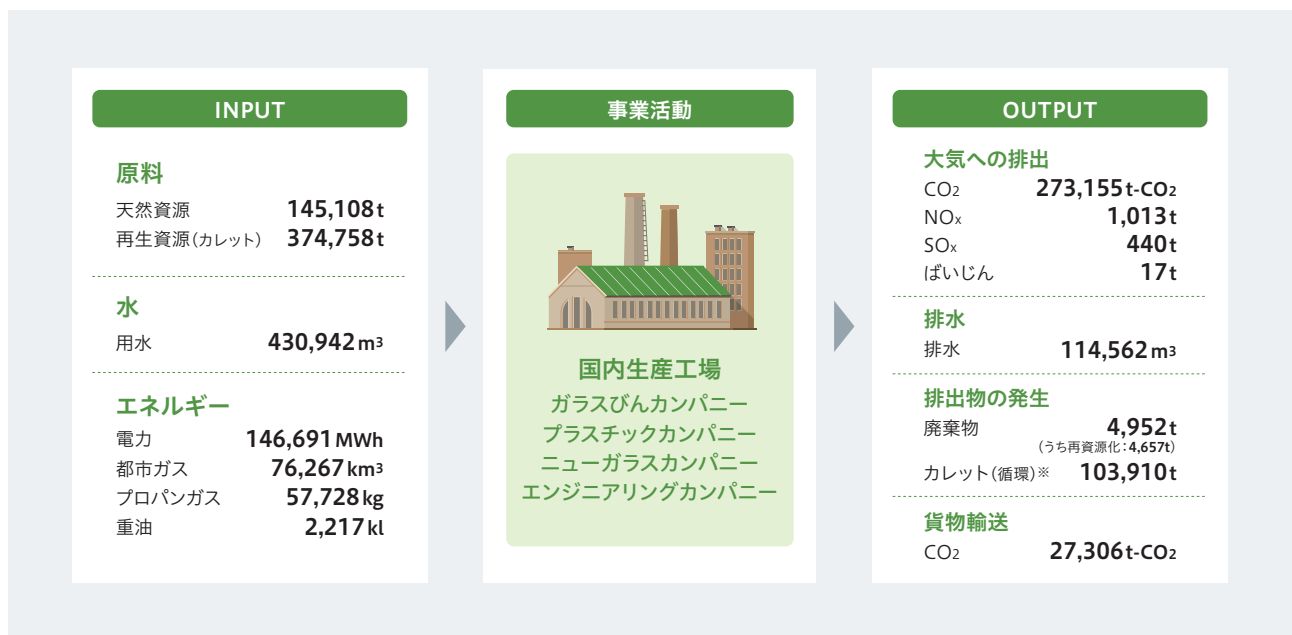 INPUT
原料
天然資源 145,108t
再生資源(カレット) 374,758t
水
用水 430,942m3
エネルギー
電力 146,691MWh
都市ガス 76,267km3
プロパンガス 57,728kg
重油 2,217kl
事業活動
国内生産工場
ガラスびんカンパニー
プラスチックカンパニー
ニューガラスカンパニー
エンジニアリングカンパニー
OUTPUT
大気への排出
CO2 273,155t-CO2
NOx 1,013t
SOx 440t
ばいじん 17t
排水
排水 114,562m3
排出物の発生
廃棄物 4,952t
(うち再資源化:4,657t)
カレット(循環)※ 103,910t
貨物輸送
CO2 27,306t-CO2